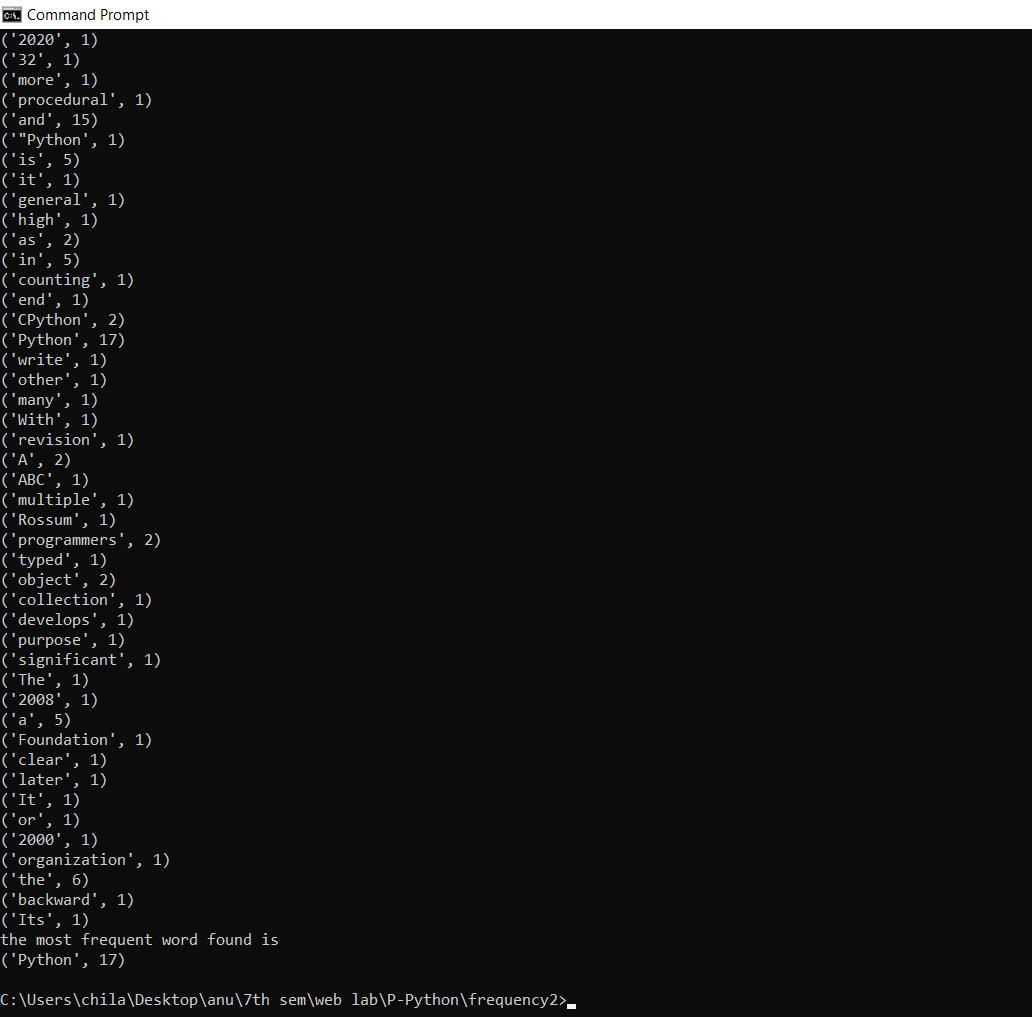 Command Prompt
('2020', 1)
('32', 1)
('more', 1)
('procedural', 1)
('and', 15)
('"Python', 1)
('is', 5)
('it', 1)
('general', 1)
('high', 1)
('as', 2)
('in', 5)
('counting', 1)
('end', 1)
('CPython', 2)
('Python', 17)
('write', 1)
('other', 1)
('many', 1)
('With', 1)
('revision', 1)
('A', 2)
('ABC', 1)
('multiple', 1)
('Rossum', 1)
('programmers', 2)
('typed', 1)
('object', 2)
('collection', 1)
('develops', 1)
('purpose', 1)
('significant', 1)
('The', 1)
('2008', 1)
('a', 5)
('Foundation', 1)
('clear', 1)
('later', 1)
('It', 1)
('or', 1)
('2000', 1)
('organization', 1)
('the', 6)
('backward', 1)
('Its', 1)
the most frequent word found is
('Python', 17)
C:\Users\chila\Desktop\anu\7th sem\web lab\P-Python\frequency2>